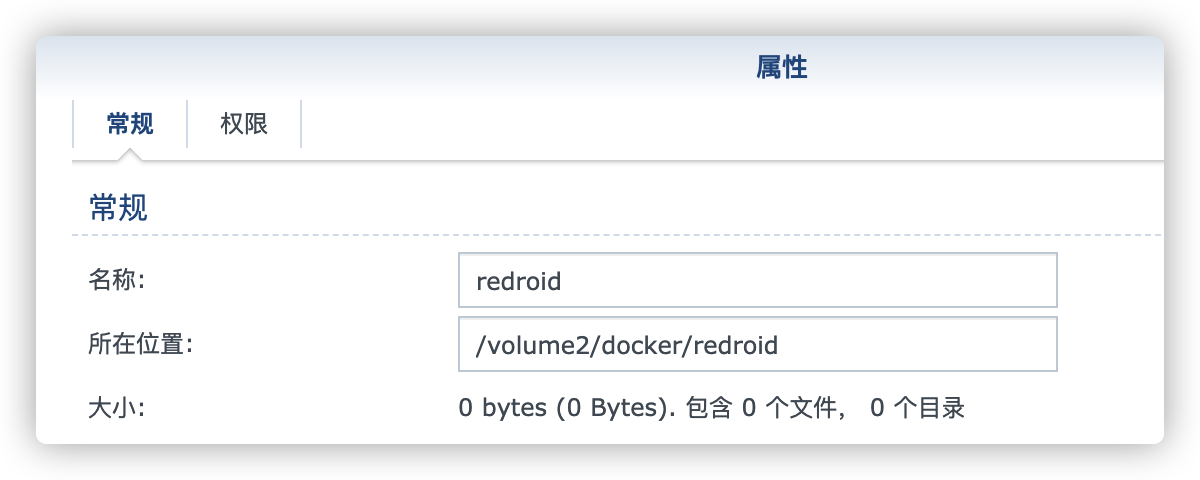 属性
常规 权限
常规
名称: redroid
所在位置: /volume2/docker/redroid
大小: 0 bytes (0 Bytes). 包含 0 个文件， 0 个目录